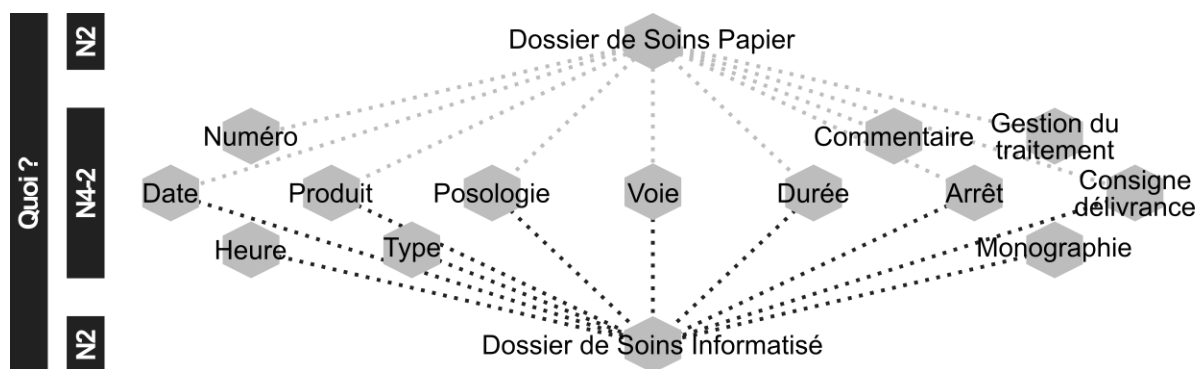 Quoi ?
N2
Dossier de Soins Papier
N4-2
Numéro
Commentaire
Gestion du
traitement
Date
Produit
Posologie
Voie
Durée
Arrêt
Consigne
délivrance
Heure
Type
Monographie
N2
Dossier de Soins Informatisé